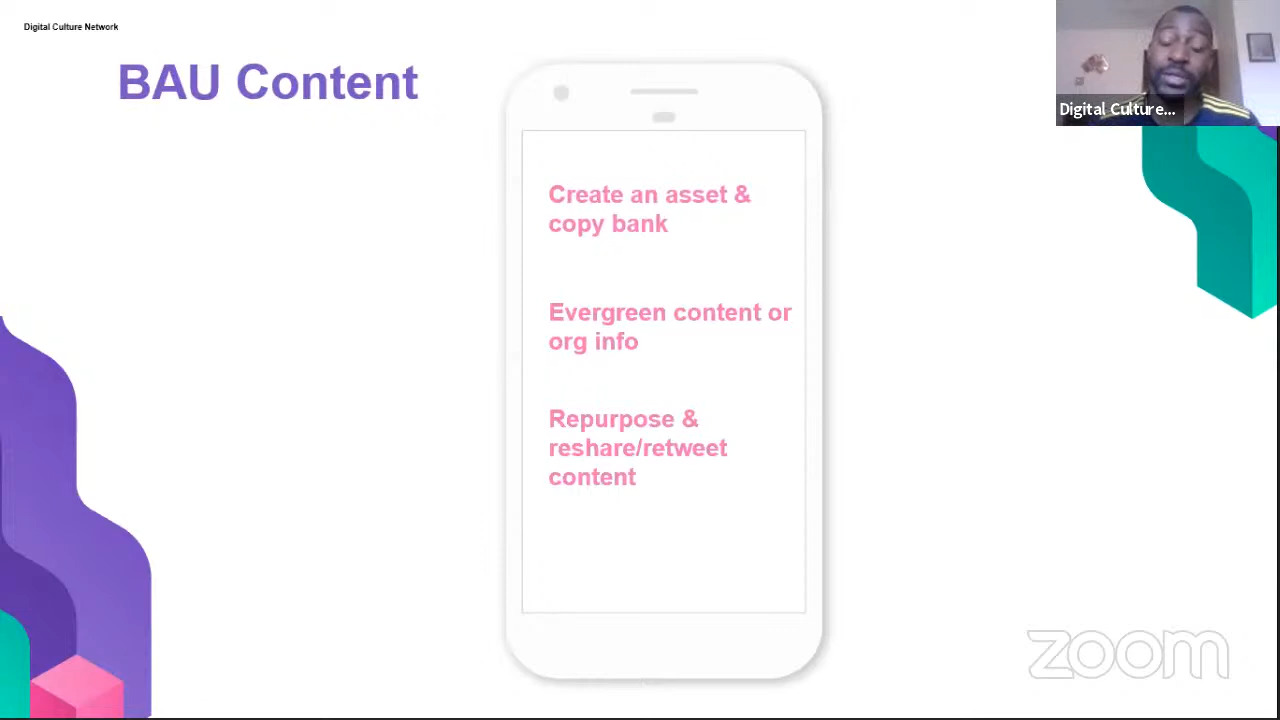 Digital Culture Network
BAU Content
Digital Culture...
Create an asset &
copy bank
Evergreen content or
org info
Repurpose &
reshare/retweet
content
zoom